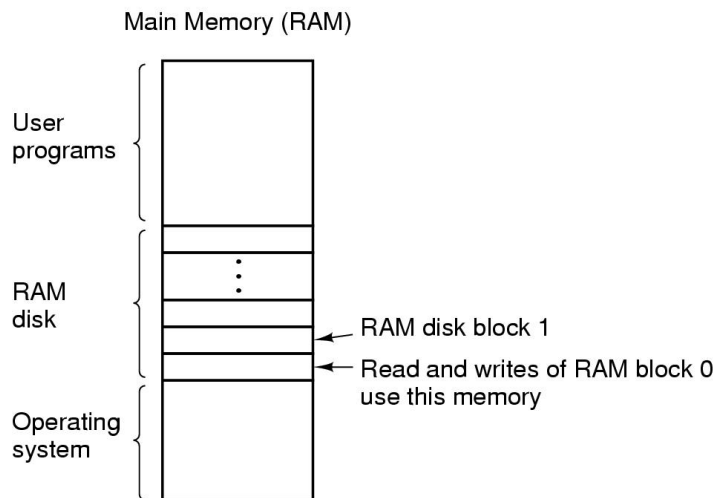 Main Memory (RAM)
User
programs
RAM
disk
RAM disk block 1
Read and writes of RAM block 0
use this memory
Operating
system